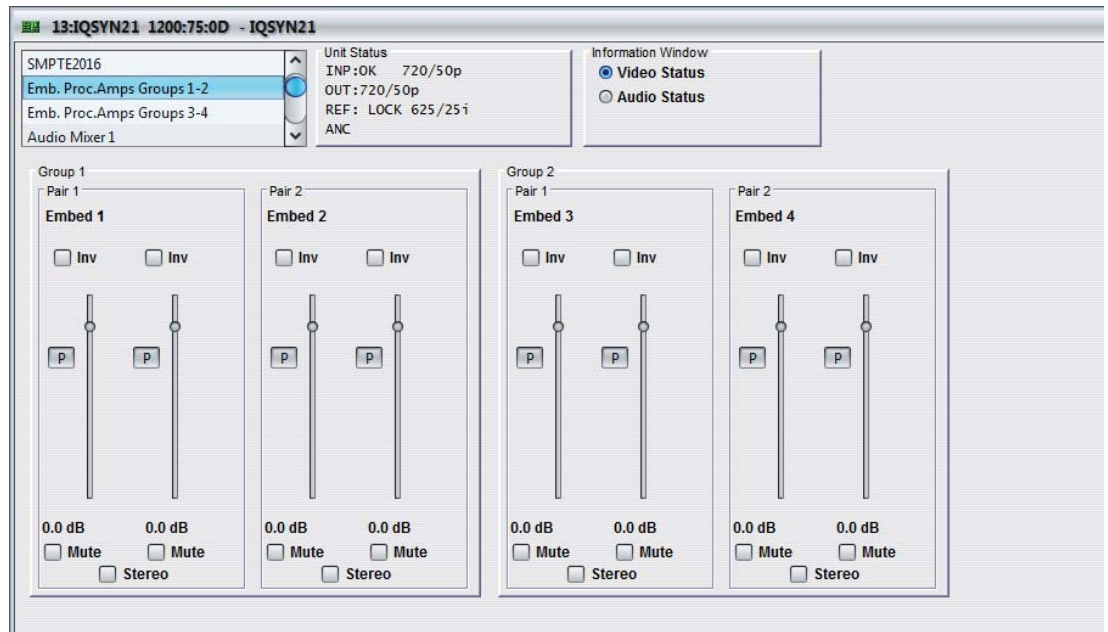 13:IQSYN21 1200:75:0D - IQSYN21
SMPTE2016
Emb. Proc.Amps Groups 1-2
Emb. Proc.Amps Groups 3-4
Audio Mixer 1
Unit Status
INP:OK 720/50p
OUT:720/50p
REF: LOCK 625/25i
ANC
Information Window
Video Status
Audio Status
Group 1
Pair 1
Embed 1
Inv Inv
P P
0.0 dB 0.0 dB
Mute Mute
Stereo
Pair 2
Embed 2
Inv Inv
P P
0.0 dB 0.0 dB
Mute Mute
Stereo
Group 2
Pair 1
Embed 3
Inv Inv
P P
0.0 dB 0.0 dB
Mute Mute
Stereo
Pair 2
Embed 4
Inv Inv
P P
0.0 dB 0.0 dB
Mute Mute
Stereo